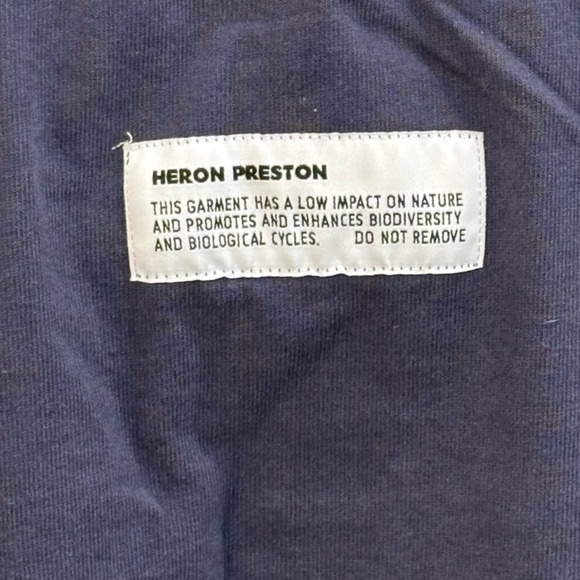 HERON PRESTON
THIS GARMENT HAS A LOW IMPACT ON NATURE
AND PROMOTES AND ENHANCES BIODIVERSITY
AND BIOLOGICAL CYCLES. DO NOT REMOVE